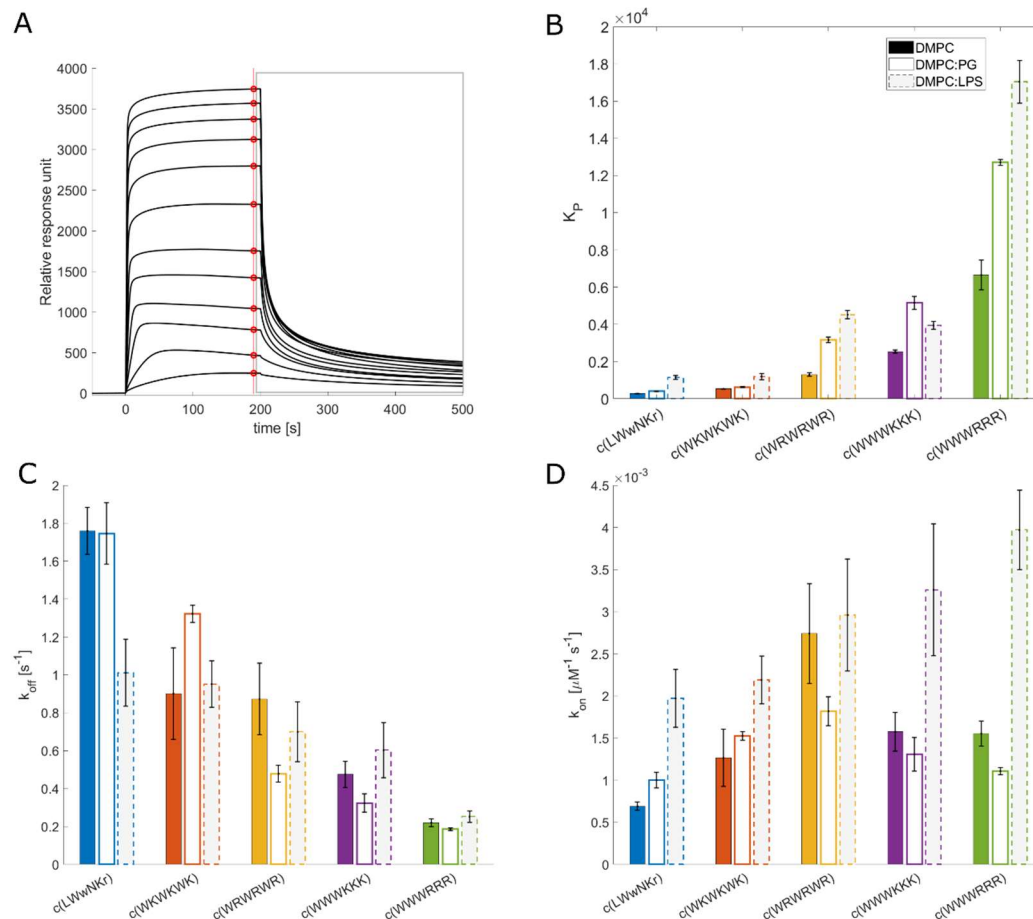 A
Relative response unit
4000
3500
3000
2500
2000
1500
1000
500
0
0
100
200
300
400
500
time [s]
B
×10⁴
K_P
2
1.8
1.6
1.4
1.2
1
0.8
0.6
0.4
0.2
0
DMPC
DMPC:PG
DMPC:LPS
c(LWwNKr)
c(WKWKWK)
c(WRWRWR)
c(WWWKKK)
c(WWWRRR)
C
k_off [s⁻¹]
2
1.8
1.6
1.4
1.2
1
0.8
0.6
0.4
0.2
0
c(LWwNKr)
c(WKWKWK)
c(WRWRWR)
c(WWWKKK)
c(WWWRRR)
D
×10⁻³
k_on [μM⁻¹ s⁻¹]
4.5
4
3.5
3
2.5
2
1.5
1
0.5
0
c(LWwNKr)
c(WKWKWK)
c(WRWRWR)
c(WWWKKK)
c(WWWRRR)